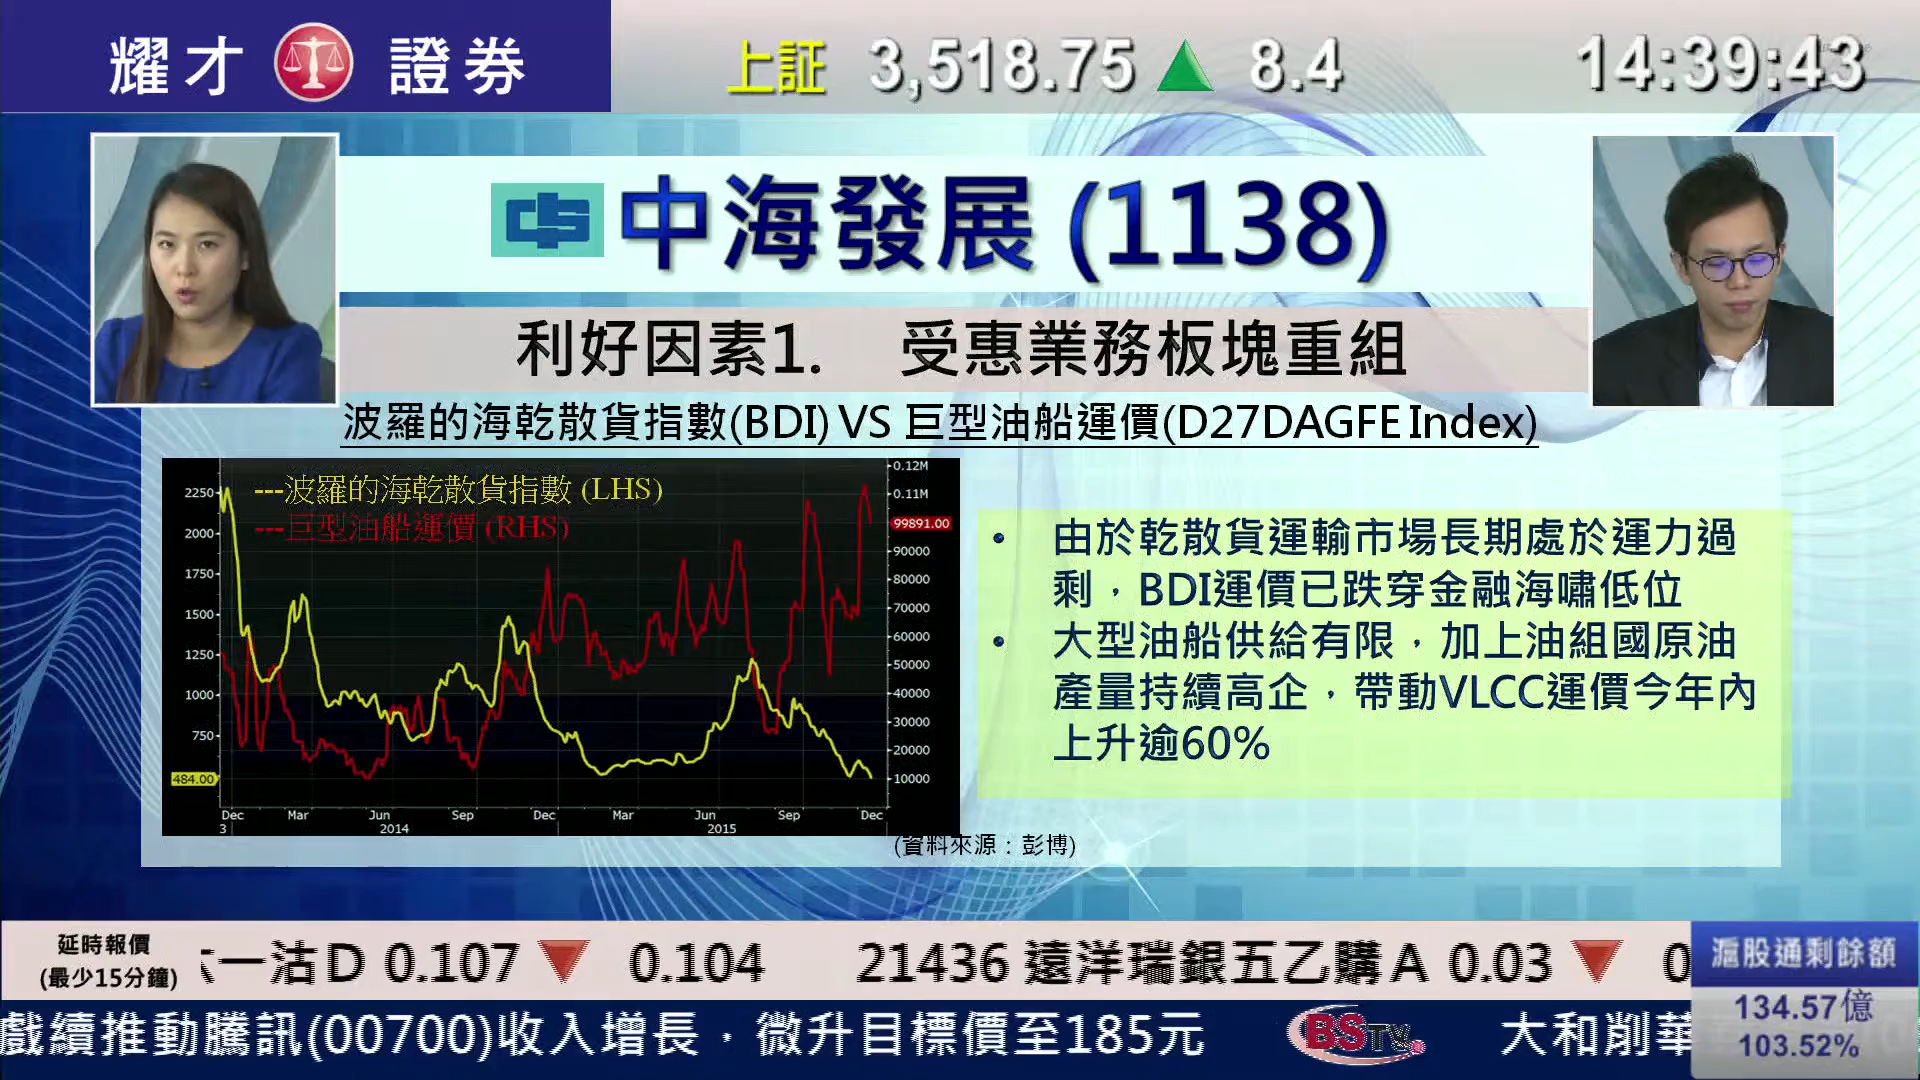 耀才 證券
上証 3,518.75 8.4 14:39:43
中海發展 (1138)
利好因素1. 受惠業務板塊重組
波羅的海乾散貨指數(BDI) VS 巨型油船運價(D27DAGFE Index)
---波羅的海乾散貨指數 (LHS)
---巨型油船運價 (RHS)
2250
2000
1750
1500
1250
1000
750
484.00
0.12M
0.11M
99891.00
90000
80000
70000
60000
50000
40000
30000
20000
10000
Dec Mar Jun Sep Dec Mar Jun Sep Dec
3 2014 2015
• 由於乾散貨運輸市場長期處於運力過
剩，BDI運價已跌穿金融海嘯低位
• 大型油船供給有限，加上油組國原油
產量持續高企，帶動VLCC運價今年內
上升逾60%
(資料來源：彭博)
延時報價
(最少15分鐘)
一沽D 0.107 0.104 21436 遠洋瑞銀五乙購A 0.03 0
滬股通剩餘額
134.57億
103.52%
戲續推動騰訊(00700)收入增長，微升目標價至185元 BSTV 大和削華